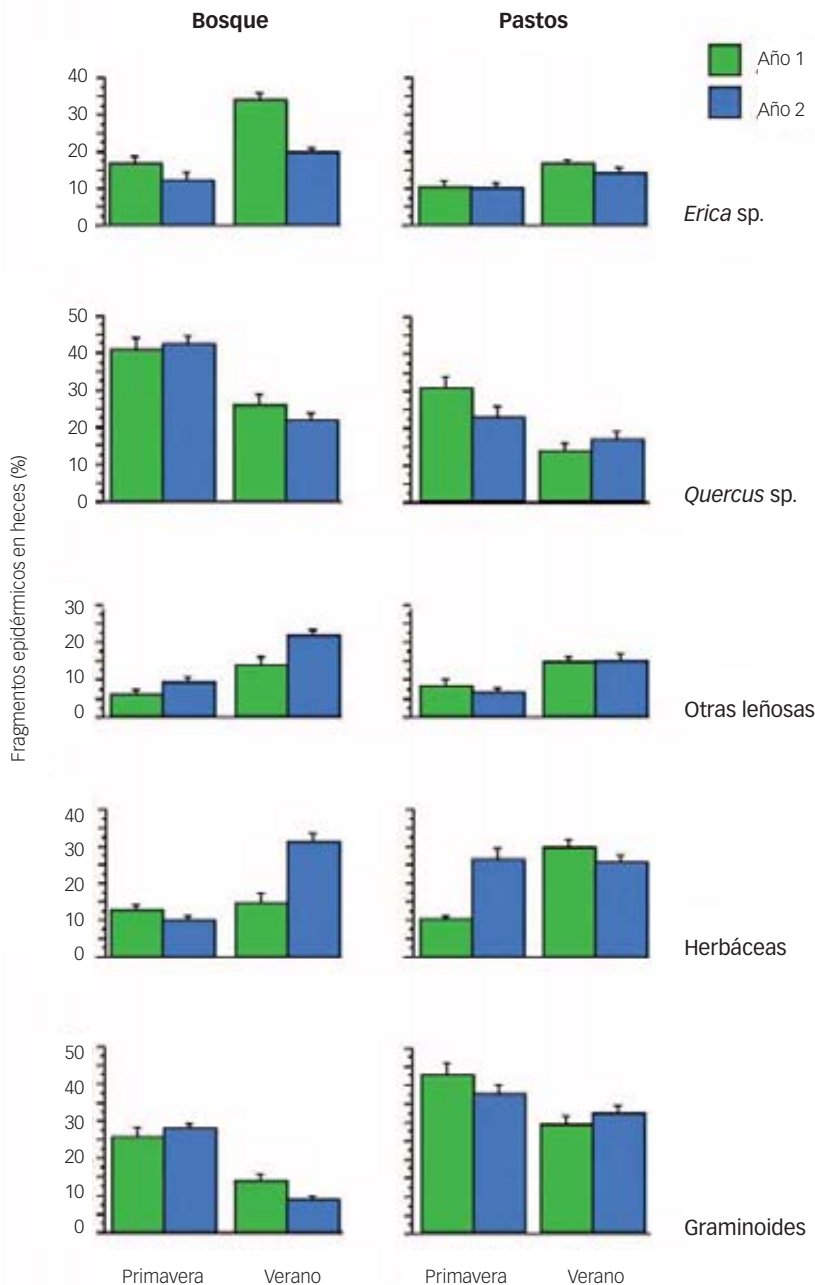 Bosque Pastos
Año 1
Año 2
Fragmentos epidérmicos en heces (%)
40
30
20
10
0
Erica sp.
50
40
30
20
10
0
Quercus sp.
30
20
10
0
Otras leñosas
40
30
20
10
0
Herbáceas
50
40
30
20
10
0
Graminoides
Primavera Verano Primavera Verano